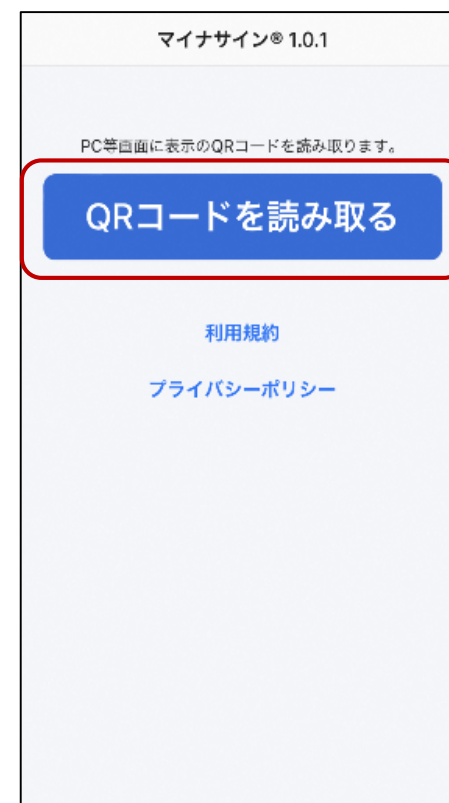 マイナサイン® 1.0.1
PC等画面に表示のQRコードを読み取ります。
QRコードを読み取る
利用規約
プライバシーポリシー